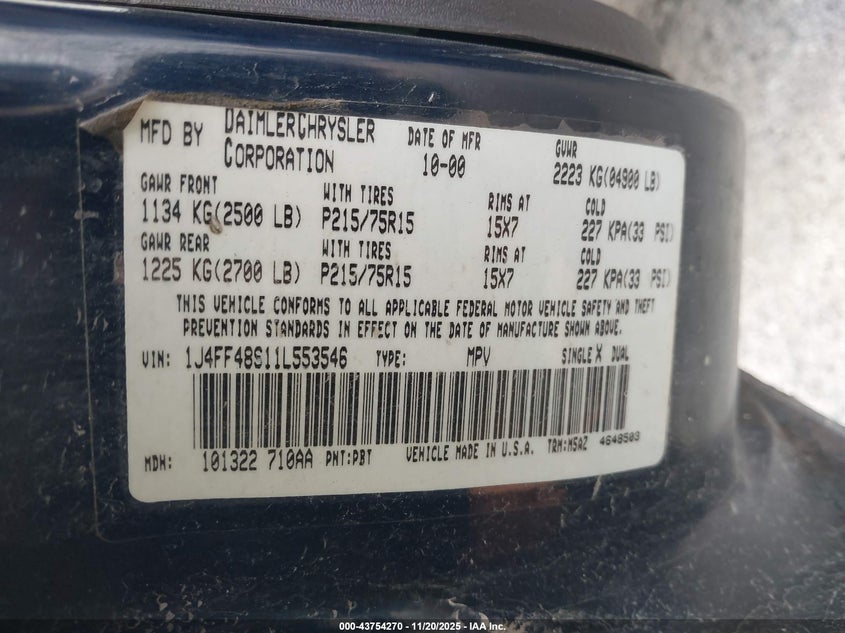 MFD BY DAIMLERCHRYSLER CORPORATION DATE OF MFR 10-00 GVWR 2223 KG(04900 LB)
GAWR FRONT WITH TIRES RIMS AT COLD
1134 KG(2500 LB) P215/75R15 15X7 227 KPA(33 PSI)
GAWR REAR WITH TIRES RIMS AT COLD
1225 KG(2700 LB) P215/75R15 15X7 227 KPA(33 PSI)
THIS VEHICLE CONFORMS TO ALL APPLICABLE FEDERAL MOTOR VEHICLE SAFETY AND THEFT
PREVENTION STANDARDS IN EFFECT ON THE DATE OF MANUFACTURE SHOWN ABOVE.
VIN: 1J4FF48S11L553546 TYPE: MPV SINGLE X DUAL
MDH: 101322 710AA PNT:PBT VEHICLE MADE IN U.S.A. TRM:M5AZ 4648503
000-43754270 - 11/20/2025 - IAA Inc.